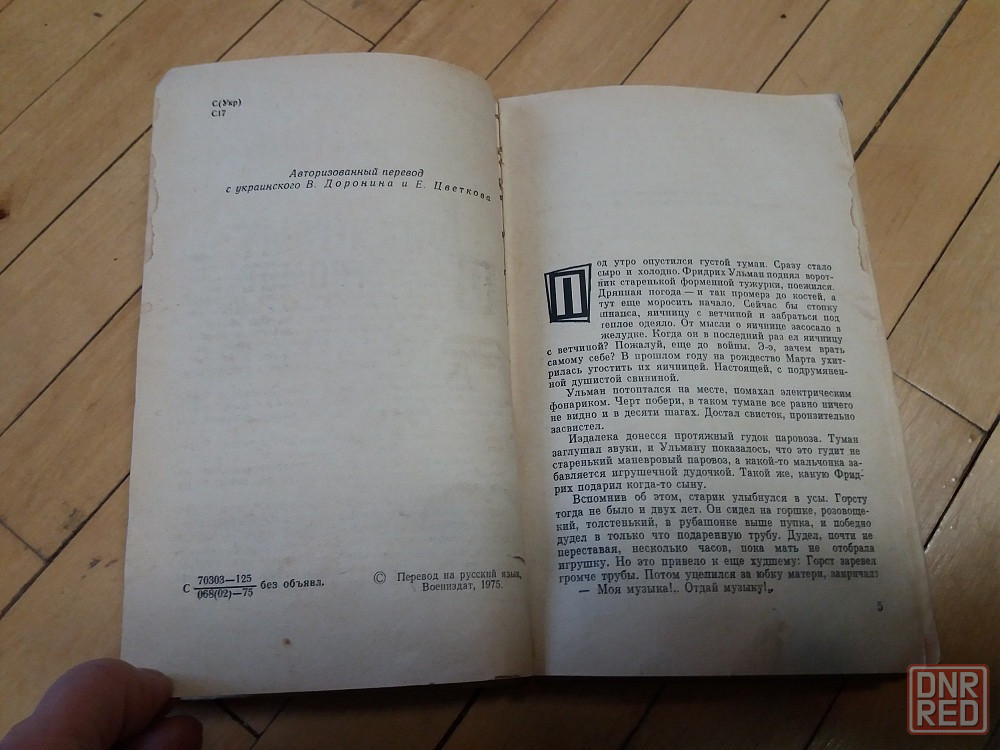 С(Укр)
С17
Авторизованный перевод
с украинского В. Доронина и Е. Цветкова
С 70303—125 без объявл.
068(02)—75
© Перевод на русский язык,
Воениздат, 1975.
П
од утро опустился густой туман. Сразу стало
сыро и холодно. Фридрих Ульман поднял ворот-
ник старенькой форменной тужурки, поежился.
Дрянная погода — и так промерз до костей, а
тут еще моросить начало. Сейчас бы стопку
шнапса, яичницу с ветчиной и забраться под
теплое одеяло. От мысли о яичнице засосало в
желудке. Когда он в последний раз ел яичницу
с ветчиной? Пожалуй, еще до войны. Э-э, зачем врать
самому себе? В прошлом году на рождество Марта ухит-
рилась угостить их яичницей. Настоящей, с подрумянен-
ной душистой свининой.
Ульман потоптался на месте, помахал электрическим
фонариком. Черт побери, в таком тумане все равно ничего
не видно и в десяти шагах. Достал свисток, пронзительно
засвистел.
Издалека донесся протяжный гудок паровоза. Туман
заглушал звуки, и Ульману показалось, что это гудит не
старенький маневровый паровоз, а какой-то мальчонка за-
бавляется игрушечной дудочкой. Такой же, какую Фрид-
рих подарил когда-то сыну.
Вспомнив об этом, старик улыбнулся в усы. Горсту
тогда не было и двух лет. Он сидел на горшке, розовоще-
кий, толстенький, в рубашонке выше пупка, и победно
дудел в только что подаренную трубу. Дудел, почти не
переставая, несколько часов, пока мать не отобрала
игрушку. Но это привело к еще худшему: Горст заревел
громче трубы. Потом уцепился за юбку матери, закричал:
— Моя музыка!.. Отдай музыку!..
5
DNR
RED